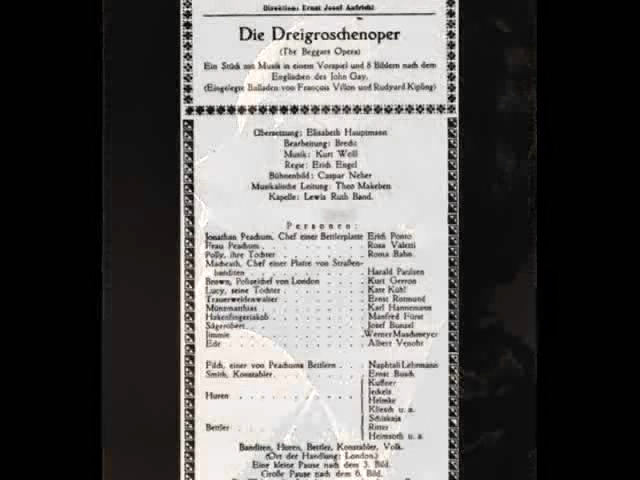 Direktion: Ernst Josef Aufricht
Die Dreigroschenoper
(The Beggars Opera)
Ein Stück mit Musik in einem Vorspiel und 8 Bildern nach dem
Englischen des John Gay.
(Eingelegte Balladen von François Villon und Rudyard Kipling)
Übersetzung: Elisabeth Hauptmann
Bearbeitung: Brecht
Musik: Kurt Weill
Regie: Erich Engel
Bühnenbild: Caspar Neher
Musikalische Leitung: Theo Makeben
Kapelle: Lewis Ruth Band.
Personen:
Jonathan Peachum, Chef einer Bettlerplatte Erich Ponto
Frau Peachum . . . . . . . Rosa Valetti
Polly, ihre Tochter . . . . . . . Roma Bahn
Macheath, Chef einer Platte von Straßen-
banditen . . . . . . . Harald Paulsen
Brown, Polizeichef von London . . . . Kurt Gerron
Lucy, seine Tochter . . . . . . . Kate Kühl
Trauerweidenwalter . . . . . . . Ernst Rotmund
Münzmatthias . . . . . . . Karl Hannemann
Hakenfingerjakob . . . . . . . Manfred Fürst
Sägerobert . . . . . . . Josef Bunzel
Jimmie . . . . . . . Werner Maschmeyer
Ede . . . . . . . Albert Venohr
Filch, einer von Peachums Bettlern . . . Naphtali Lehrmann
Smith, Konstabler . . . . . . . Ernst Busch
Huren . . . . . . . Kuffner
Jeckels
Helmke
Kliesch u. a.
Bettler . . . . . . . Schiskaja
Ritter
Heimsoth u. a.
Banditen, Huren, Bettler, Konstabler, Volk.
(Ort der Handlung: London.)
Eine kleine Pause nach dem 3. Bild.
Große Pause nach dem 6. Bild.